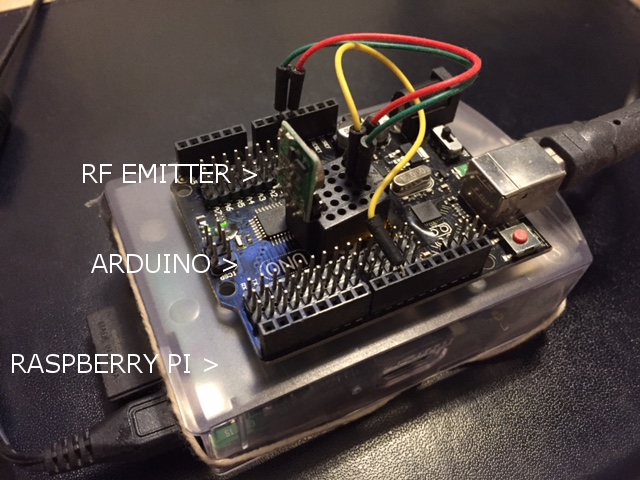 RF EMITTER >
ARDUINO >
RASPBERRY PI >
UNO